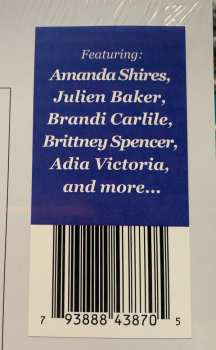 Featuring:
Amanda Shires,
Julien Baker,
Brandi Carlile,
Brittney Spencer,
Adia Victoria,
and more...
7 93888 43870 5